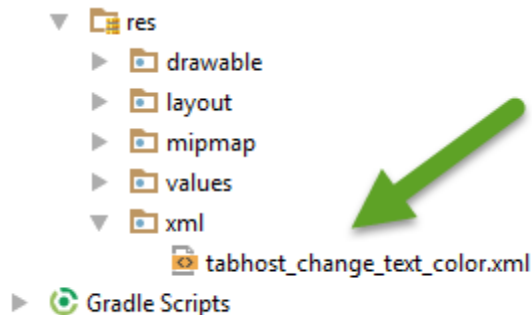 res
drawable
layout
mipmap
values
xml
tabhost_change_text_color.xml
Gradle Scripts